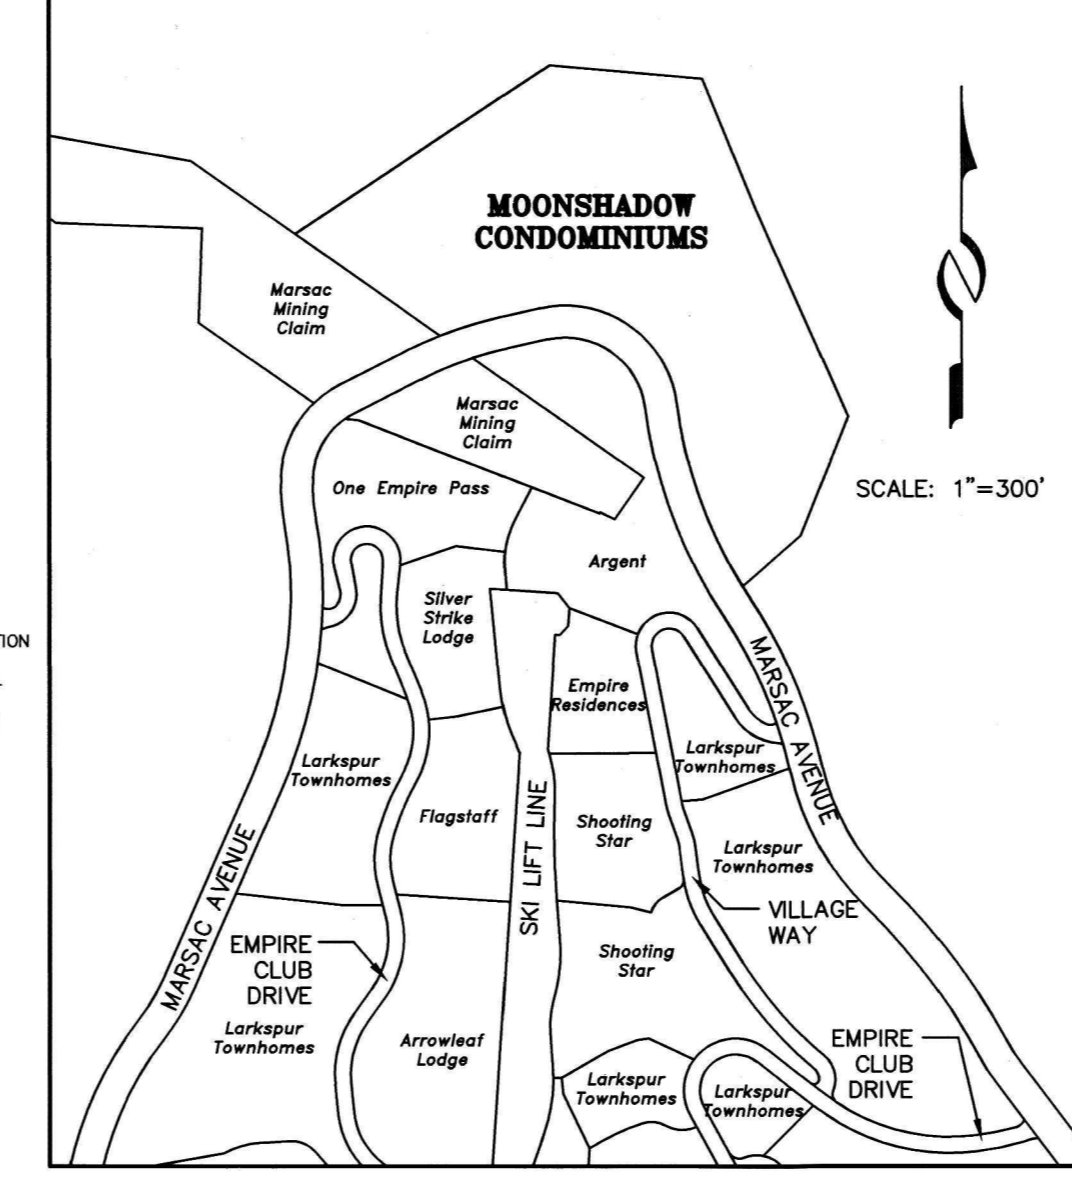 MOONSHADOW
CONDOMINIUMS
Marsac
Mining
Claim
Marsac
Mining
Claim
One Empire Pass
SCALE: 1"=300'
Argent
Silver
Strike
Lodge
TION
MARSAC AVENUE
Empire
Residences
Larkspur
Townhomes
Larkspur
Townhomes
Flagstaff
SKI LIFT LINE
Shooting
Star
Larkspur
Townhomes
MARSAC AVENUE
VILLAGE
WAY
EMPIRE
CLUB
DRIVE
Shooting
Star
Larkspur
Townhomes
Arrowleaf
Lodge
EMPIRE
CLUB
DRIVE
Larkspur
Townhomes
Larkspur
Townhomes